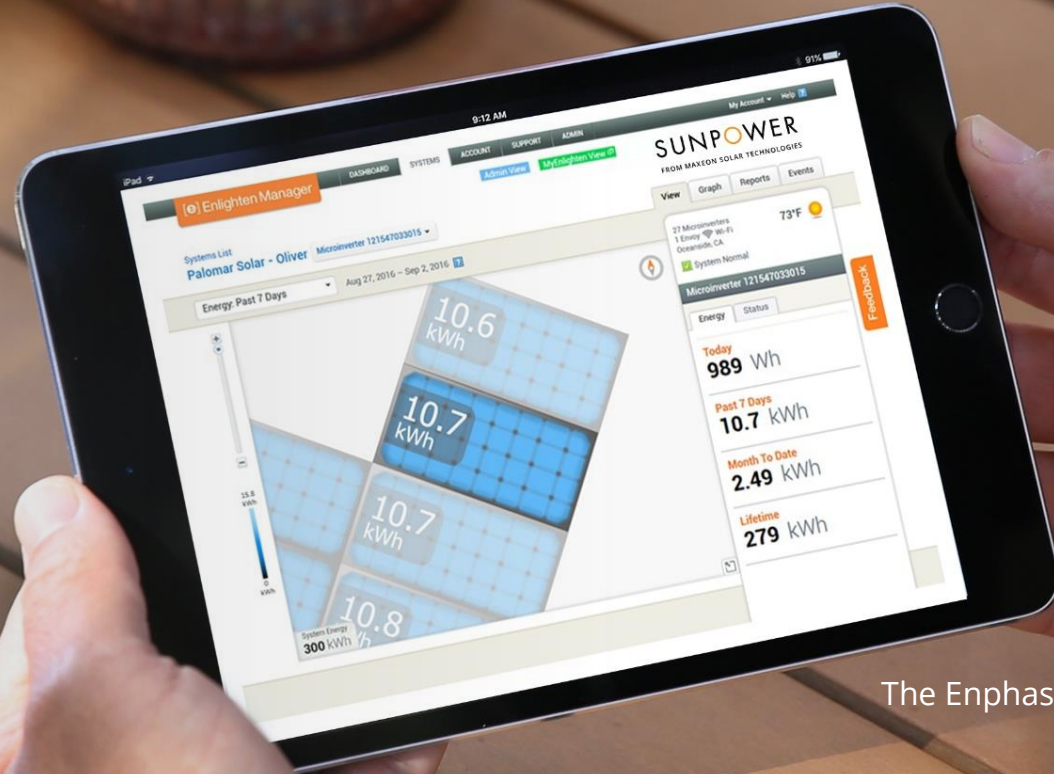 iPad
9:12 AM
91%
[e] Enlighten Manager
DASHBOARD
SYSTEMS
ACCOUNT
SUPPORT
ADMIN
My Account
Help ?
Admin View
MyEnlighten View
SUNPOWER
FROM MAXEON SOLAR TECHNOLOGIES
Systems List
Palomar Solar - Oliver
Microinverter 121547033015
View
Graph
Reports
Events
Energy: Past 7 Days
Aug 27, 2016 – Sep 2, 2016 ?
27 Microinverters
1 Envoy Wi-Fi
Oceanside, CA
73°F
System Normal
Microinverter 121547033015
Energy
Status
Feedback
Today
989 Wh
Past 7 Days
10.7 kWh
Month To Date
2.49 kWh
Lifetime
279 kWh
10.6
kWh
10.7
kWh
10.7
kWh
10.8
15.8
kWh
0
kWh
System Energy
300 kWh
The Enphas